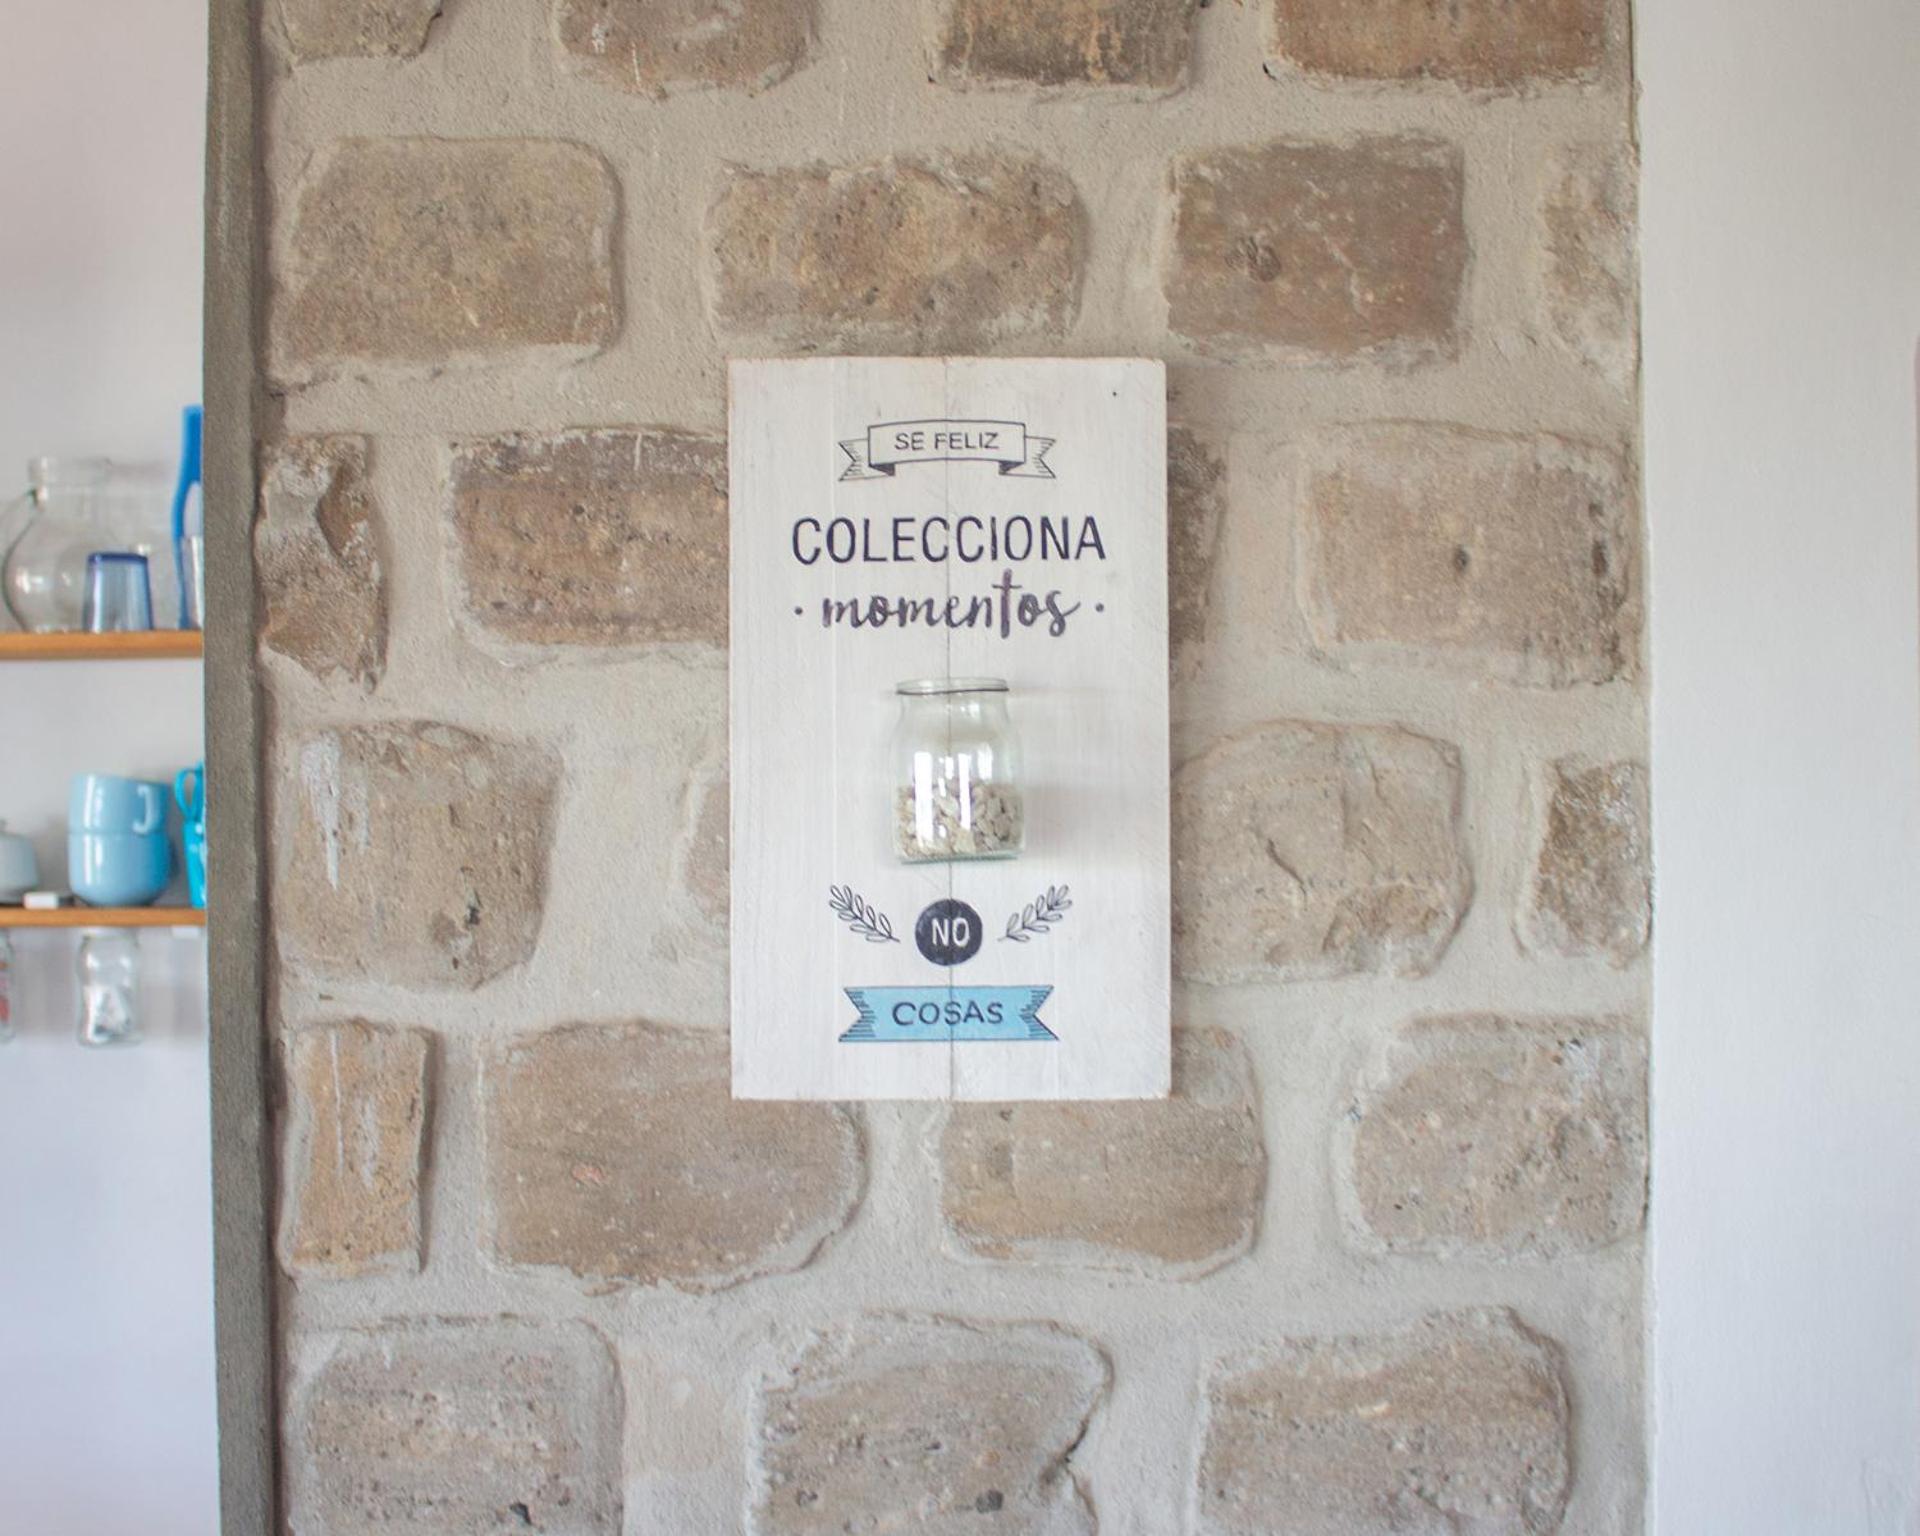 SE FELIZ
COLECCIONA
• momentos •
NO
COSAS